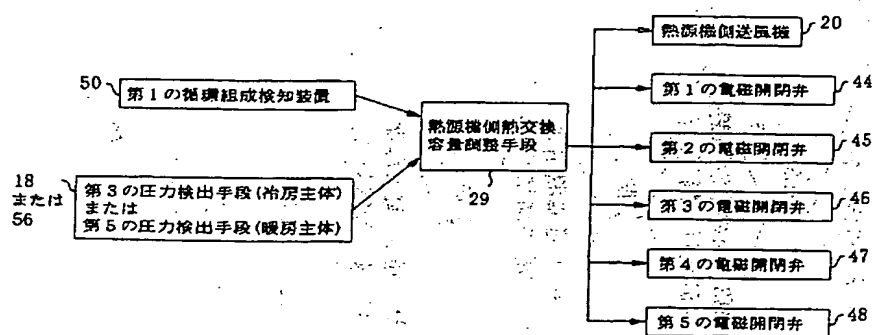 50
第1の循環組成検知装置
18
または
56
第3の圧力検出手段(冷房主体)
または
第5の圧力検出手段(暖房主体)
熱源機側熱交換
容量調整手段
29
熱源機側送風機
20
第1の電磁開閉弁
44
第2の電磁開閉弁
45
第3の電磁開閉弁
46
第4の電磁開閉弁
47
第5の電磁開閉弁
48